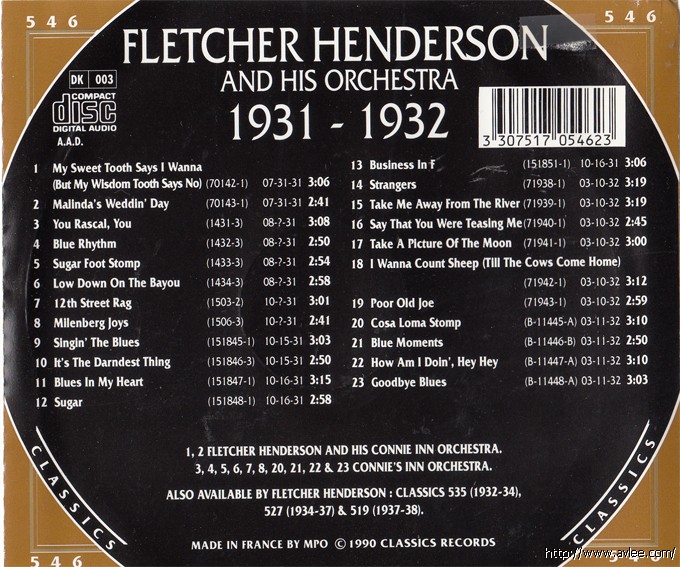 546
546
FLETCHER HENDERSON
AND HIS ORCHESTRA
1931 - 1932
DK 003
COMPACT
disc
DIGITAL AUDIO
A.A.D.
3 307517 054623
1 My Sweet Tooth Says I Wanna
(But My Wisdom Tooth Says No) (70142-1) 07-31-31 3:06
2 Malinda's Weddin' Day (70143-1) 07-31-31 2:41
3 You Rascal, You (1431-3) 08-?-31 3:08
4 Blue Rhythm (1432-3) 08-?-31 2:50
5 Sugar Foot Stomp (1433-3) 08-?-31 2:54
6 Low Down On The Bayou (1434-3) 08-?-31 2:58
7 12th Street Rag (1503-2) 10-?-31 3:01
8 Milenberg Joys (1506-3) 10-?-31 2:41
9 Singin' The Blues (151845-1) 10-15-31 3:03
10 It's The Darndest Thing (151846-3) 10-15-31 2:50
11 Blues In My Heart (151847-1) 10-16-31 3:15
12 Sugar (151848-1) 10-16-31 2:58
13 Business In F (151851-1) 10-16-31 3:06
14 Strangers (71938-1) 03-10-32 3:19
15 Take Me Away From The River (71939-1) 03-10-32 3:19
16 Say That You Were Teasing Me (71940-1) 03-10-32 2:45
17 Take A Picture Of The Moon (71941-1) 03-10-32 3:00
18 I Wanna Count Sheep (Till The Cows Come Home)
(71942-1) 03-10-32 3:12
19 Poor Old Joe (71943-1) 03-10-32 2:59
20 Cosa Loma Stomp (B-11445-A) 03-11-32 3:10
21 Blue Moments (B-11446-B) 03-11-32 2:50
22 How Am I Doin', Hey Hey (B-11447-A) 03-11-32 3:10
23 Goodbye Blues (B-11448-A) 03-11-32 3:03
1, 2 FLETCHER HENDERSON AND HIS CONNIE INN ORCHESTRA.
3, 4, 5, 6, 7, 8, 20, 21, 22 & 23 CONNIE'S INN ORCHESTRA.
ALSO AVAILABLE BY FLETCHER HENDERSON : CLASSICS 535 (1932-34),
527 (1934-37) & 519 (1937-38).
MADE IN FRANCE BY MPO © 1990 CLASSICS RECORDS
CLASSICS
CLASSICS
546
546
http://www.avlee.com/